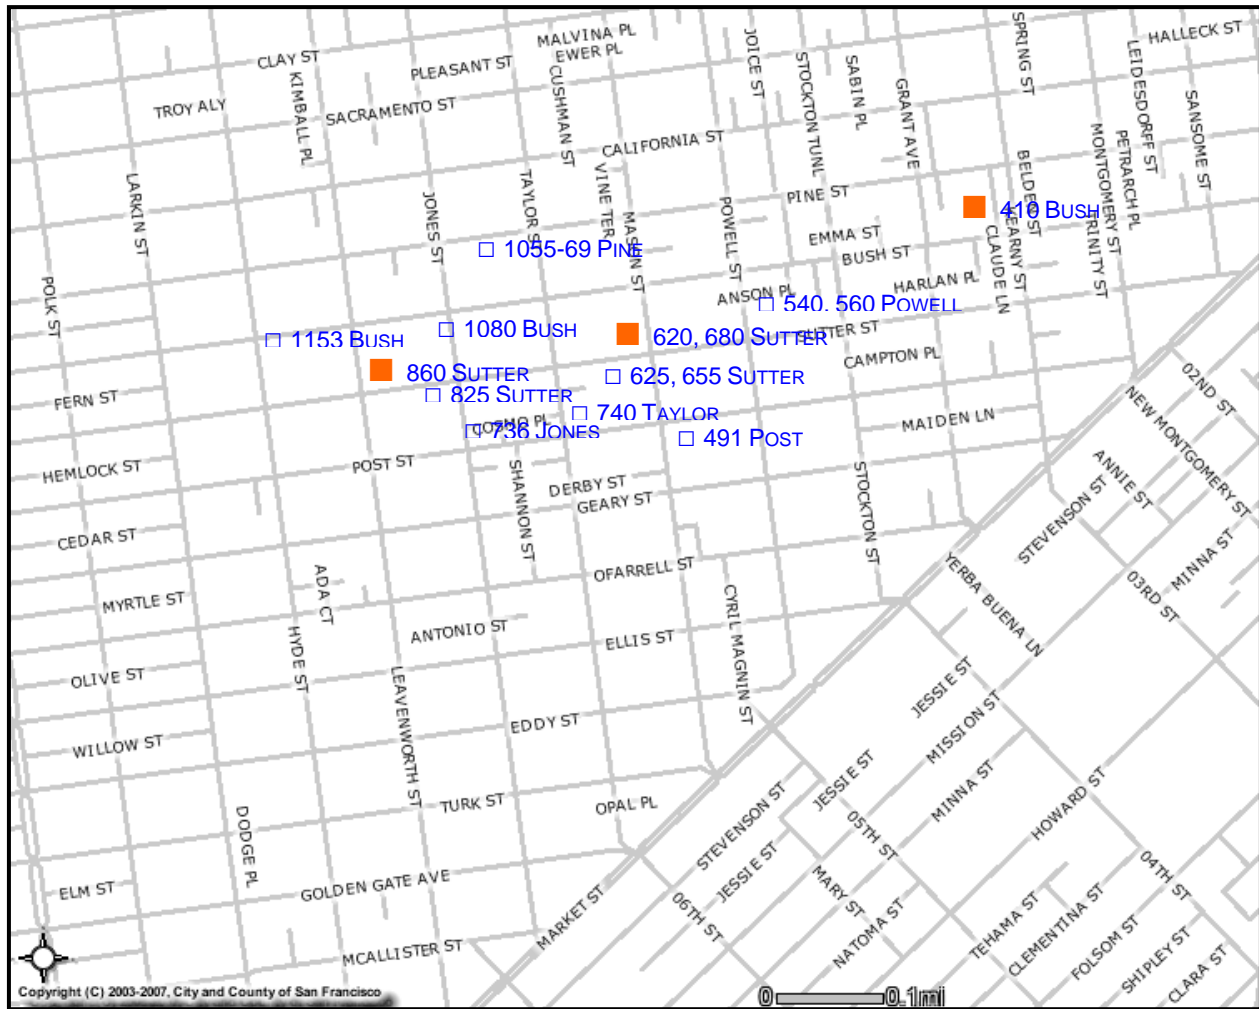 HALLECK ST
MALVINA PL
EWER PL
CLAY ST
PLEASANT ST
JOICE ST
SPRING ST
LEIDESDORFF ST
STOCKTON TUNL
SABIN PL
GRANT AVE
SANSOME ST
KIMBALL PL
TROY ALY
SACRAMENTO ST
CUSHMAN ST
CALIFORNIA ST
MONTGOMERY ST
PETRARCH PL
LARKIN ST
JONES ST
TAYLOR ST
VINE TER
MASON ST
POWELL ST
PINE ST
BELDEN ST
410 BUSH
KEARNY ST
CLAUDE LN
TRINITY ST
EMMA ST
BUSH ST
1055-69 PINE
POLK ST
ANSON PL
HARLAN PL
540, 560 POWELL
1153 BUSH
1080 BUSH
620, 680 SUTTER
SUTTER ST
CAMPTON PL
860 SUTTER
625, 655 SUTTER
825 SUTTER
02ND ST
NEW MONTGOMERY ST
FERN ST
740 TAYLOR
COSMO PL
736 JONES
491 POST
MAIDEN LN
HEMLOCK ST
POST ST
SHANNON ST
DERBY ST
GEARY ST
STOCKTON ST
ANNIE ST
STEVENSON ST
CEDAR ST
MINNA ST
ADA CT
OFARRELL ST
YERBA BUENA LN
03RD ST
MYRTLE ST
HYDE ST
ANTONIO ST
ELLIS ST
CYRIL MAGNIN ST
OLIVE ST
LEAVENWORTH ST
JESSIE ST
MISSION ST
WILLOW ST
EDDY ST
JESSIE ST
MINNA ST
HOWARD ST
DODGE PL
TURK ST
OPAL PL
STEVENSON ST
05TH ST
JESSIE ST
MARY ST
04TH ST
ELM ST
GOLDEN GATE AVE
MARKET ST
06TH ST
NATOMA ST
TEHAMA ST
CLEMENTINA ST
FOLSOM ST
SHIPLEY ST
CLARA ST
MCALLISTER ST
Copyright (C) 2003-2007, City and County of San Francisco
0 0.1mi